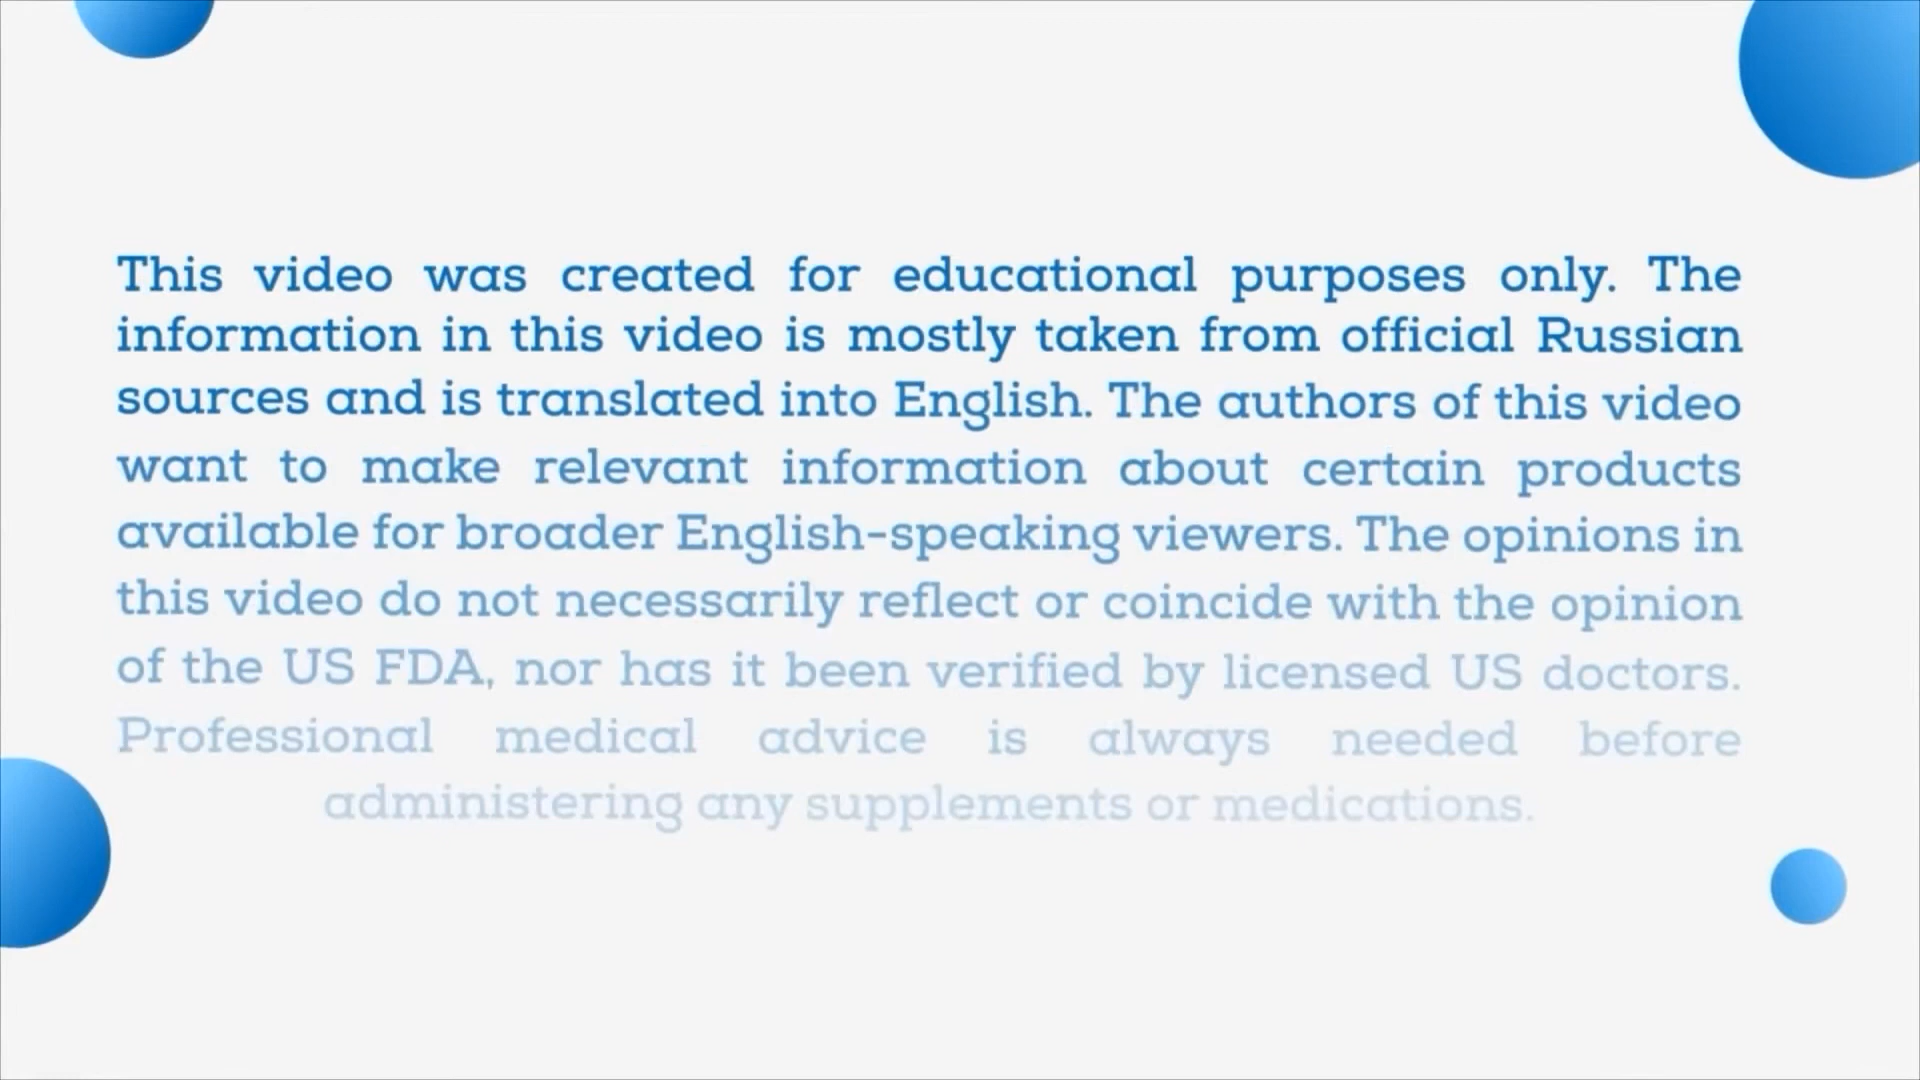 This video was created for educational purposes only. The
information in this video is mostly taken from official Russian
sources and is translated into English. The authors of this video
want to make relevant information about certain products
available for broader English-speaking viewers. The opinions in
this video do not necessarily reflect or coincide with the opinion
of the US FDA, nor has it been verified by licensed US doctors.
Professional medical advice is always needed before
administering any supplements or medications.